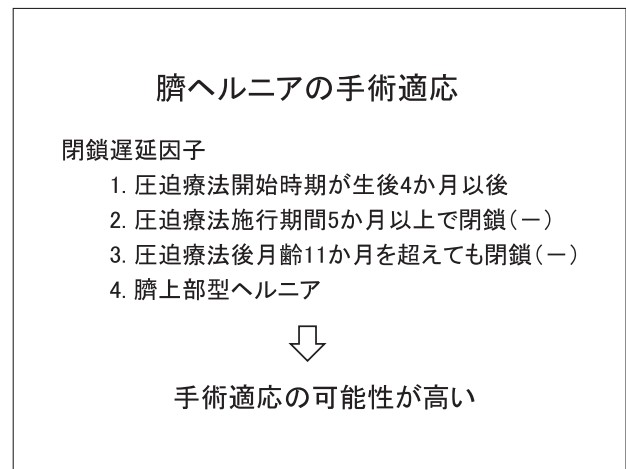 臍ヘルニアの手術適応
閉鎖遅延因子
1. 圧迫療法開始時期が生後4か月以後
2. 圧迫療法施行期間5か月以上で閉鎖(－)
3. 圧迫療法後月齢11か月を超えても閉鎖(－)
4. 臍上部型ヘルニア
手術適応の可能性が高い